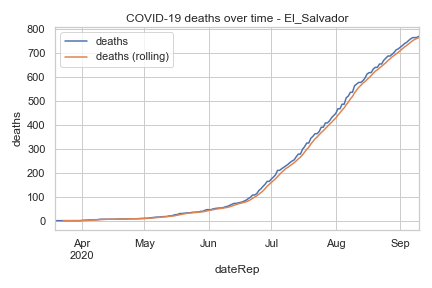 COVID-19 deaths over time - El_Salvador
deaths
deaths (rolling)
deaths
800
700
600
500
400
300
200
100
0
Apr
2020
May
Jun
Jul
Aug
Sep
dateRep